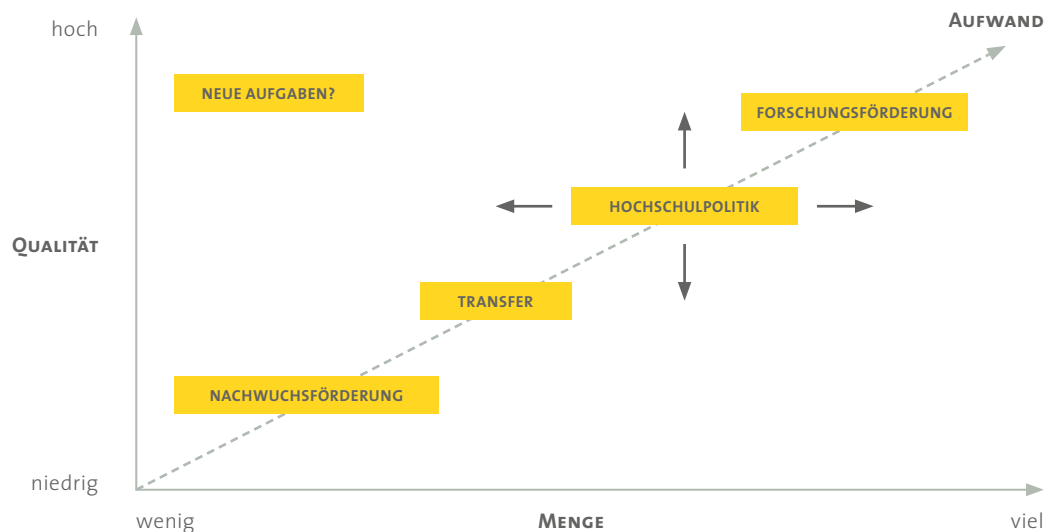 hoch
AUFWAND
NEUE AUFGABEN?
FORSCHUNGSFÖRDERUNG
HOCHSCHULPOLITIK
QUALITÄT
TRANSFER
NACHWUCHSFÖRDERUNG
niedrig
wenig
MENGE
viel